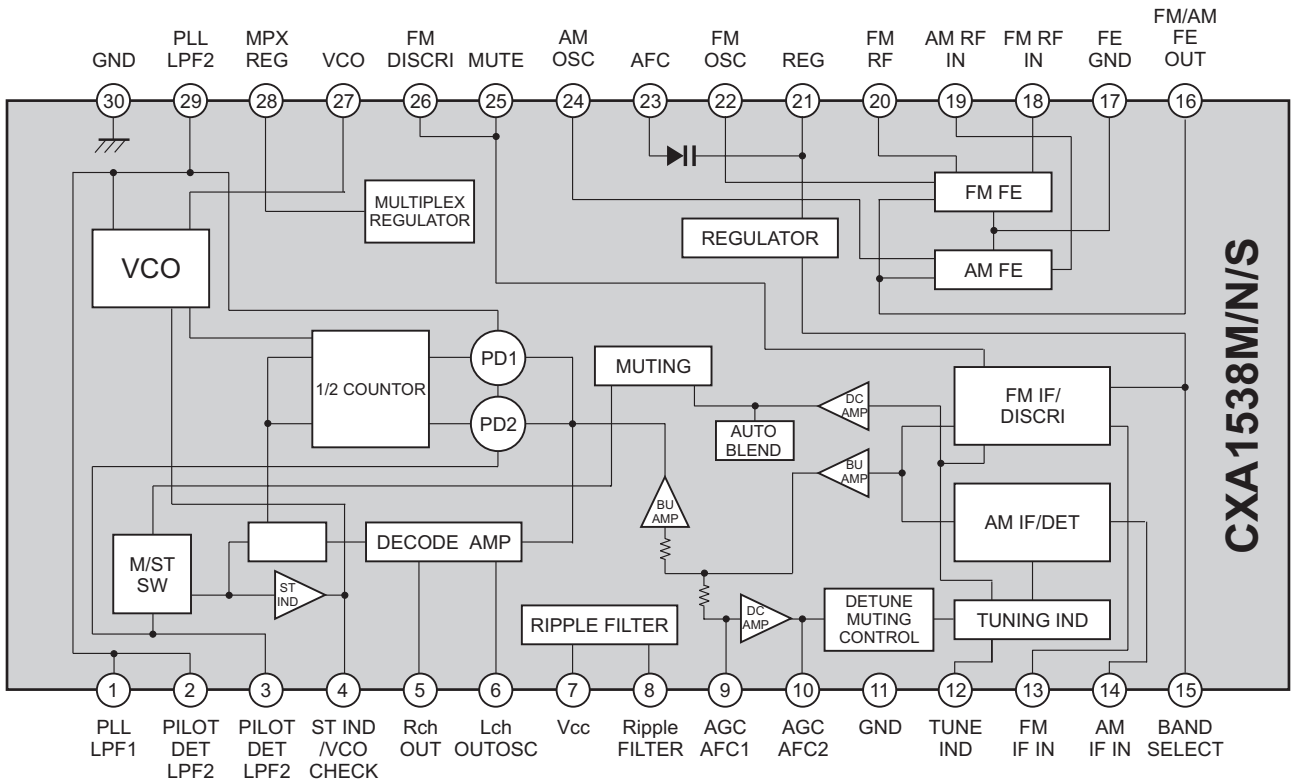 GND
PLL
LPF2
MPX
REG
VCO
FM
DISCRI
MUTE
AM
OSC
AFC
FM
OSC
REG
FM
RF
AM RF
IN
FM RF
IN
FE
GND
FM/AM
FE
OUT
30
29
28
27
26
25
24
23
22
21
20
19
18
17
16
MULTIPLEX
REGULATOR
VCO
REGULATOR
FM FE
AM FE
CXA1538M/N/S
1/2 COUNTOR
PD1
PD2
MUTING
AUTO
BLEND
DC
AMP
BU
AMP
FM IF/
DISCRI
AM IF/DET
BU
AMP
M/ST
SW
ST
IND
DECODE AMP
RIPPLE FILTER
DC
AMP
DETUNE
MUTING
CONTROL
TUNING IND
1
2
3
4
5
6
7
8
9
10
11
12
13
14
15
PLL
LPF1
PILOT
DET
LPF2
PILOT
DET
LPF2
ST IND
/VCO
CHECK
Rch
OUT
Lch
OUTOSC
Vcc
Ripple
FILTER
AGC
AFC1
AGC
AFC2
GND
TUNE
IND
FM
IF IN
AM
IF IN
BAND
SELECT